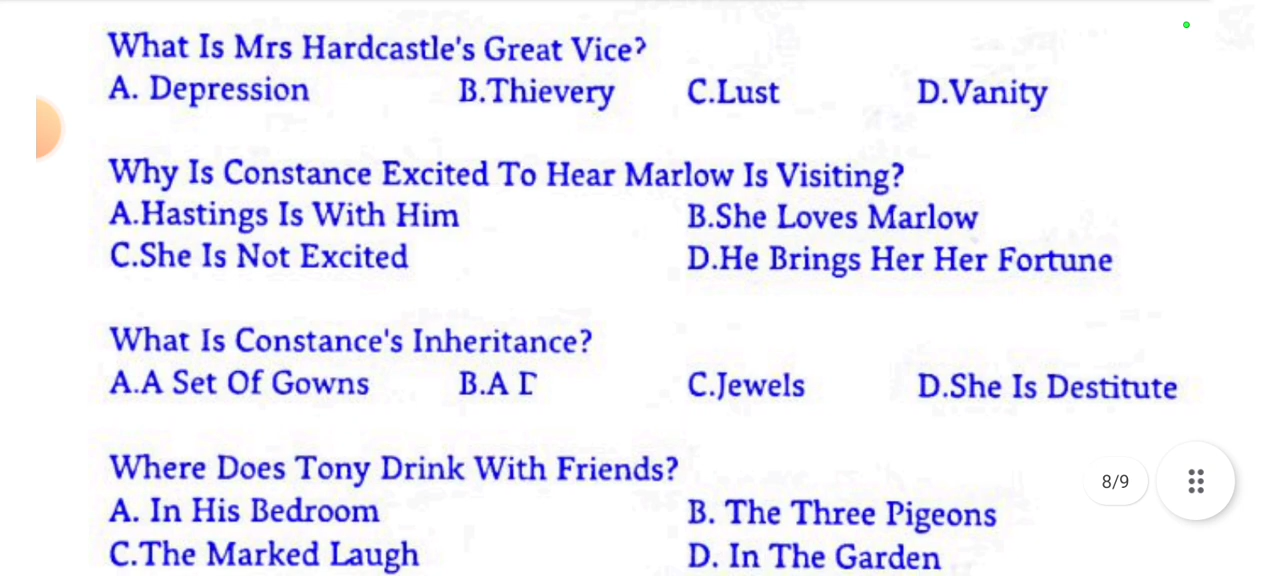 What Is Mrs Hardcastle's Great Vice?
A. Depression B.Thievery C.Lust D.Vanity
Why Is Constance Excited To Hear Marlow Is Visiting?
A.Hastings Is With Him B.She Loves Marlow
C.She Is Not Excited D.He Brings Her Her Fortune
What Is Constance's Inheritance?
A.A Set Of Gowns B.A C.Jewels D.She Is Destitute
Where Does Tony Drink With Friends?
8/9
A. In His Bedroom B. The Three Pigeons
C.The Marked Laugh D. In The Garden